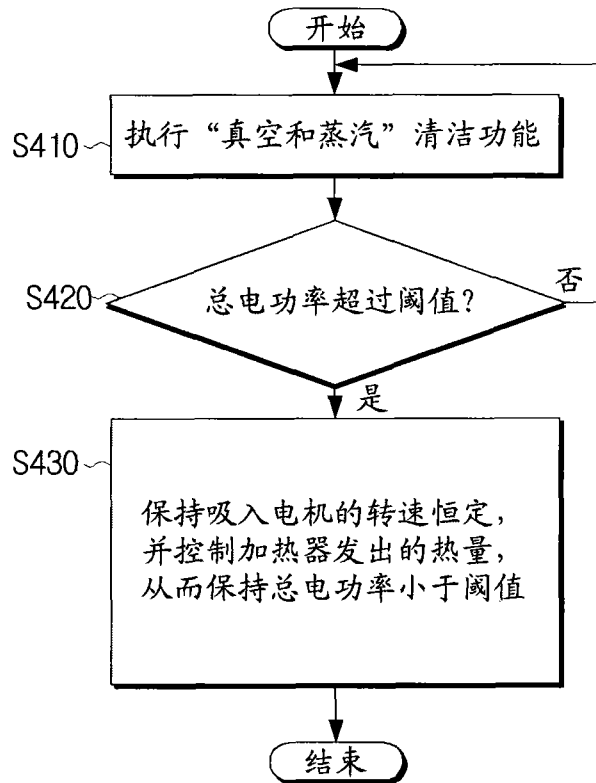 开始
S410
执行“真空和蒸汽”清洁功能
S420
总电功率超过阈值?
否
是
S430
保持吸入电机的转速恒定,
并控制加热器发出的热量,
从而保持总电功率小于阈值
结束